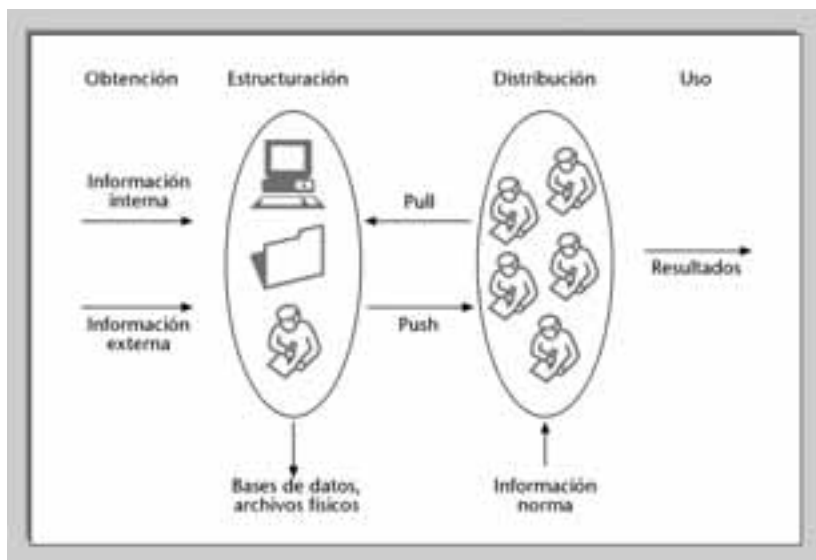 Obtención
Estructuración
Distribución
Uso
Información
interna
Pull
Resultados
Información
externa
Push
Bases de datos,
archivos físicos
Información
norma